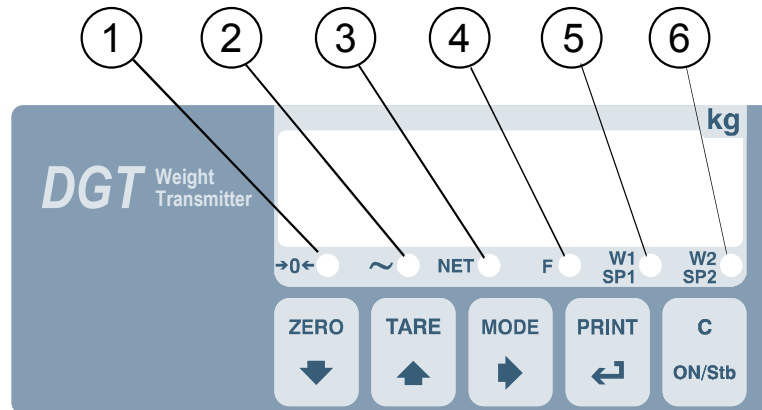 1 2 3 4 5 6
kg
DGT Weight Transmitter
→0← ~ NET F W1 SP1 W2 SP2
ZERO TARE MODE PRINT C
ON/Stb